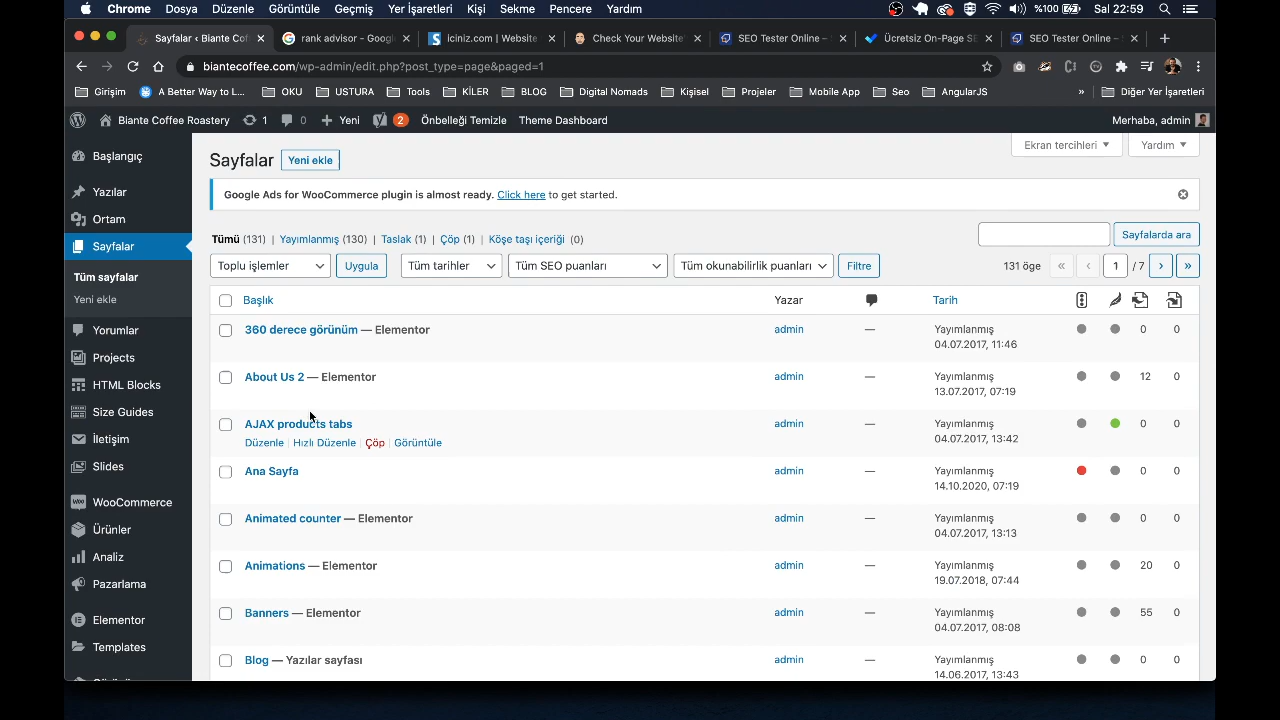 Chrome Dosya Düzenle Görüntüle Geçmiş Yer İşaretleri Kişi Sekme Pencere Yardım %100 Sal 22:59
Sayfalar ‹ Biante Cof rank advisor - Google iciniz.com | Website Check Your Website' SEO Tester Online – Ücretsiz On-Page SE SEO Tester Online –
biantecoffee.com/wp-admin/edit.php?post_type=page&paged=1
Girişim A Better Way to L... OKU USTURA Tools KİLER BLOG Digital Nomads Kişisel Projeler Mobile App Seo AngularJS » Diğer Yer İşaretleri
Biante Coffee Roastery 1 0 Yeni 2 Önbelleği Temizle Theme Dashboard Merhaba, admin
Başlangıç
Yazılar
Ortam
Sayfalar
Tüm sayfalar
Yeni ekle
Yorumlar
Projects
HTML Blocks
Size Guides
İletişim
Slides
WooCommerce
Ürünler
Analiz
Pazarlama
Elementor
Templates
Ekran tercihleri ▼ Yardım ▼
Sayfalar Yeni ekle
Google Ads for WooCommerce plugin is almost ready. Click here to get started.
Tümü (131) | Yayımlanmış (130) | Taslak (1) | Çöp (1) | Köşe taşı içeriği (0) Sayfalarda ara
Toplu işlemler Uygula Tüm tarihler Tüm SEO puanları Tüm okunabilirlik puanları Filtre 131 öge « ‹ 1 / 7 › »
Başlık Yazar Tarih
360 derece görünüm — Elementor admin — Yayımlanmış 0 0
04.07.2017, 11:46
About Us 2 — Elementor admin — Yayımlanmış 12 0
13.07.2017, 07:19
AJAX products tabs admin — Yayımlanmış 0 0
Düzenle | Hızlı Düzenle | Çöp | Görüntüle 04.07.2017, 13:42
Ana Sayfa admin — Yayımlanmış 0 0
14.10.2020, 07:19
Animated counter — Elementor admin — Yayımlanmış 0 0
04.07.2017, 13:13
Animations — Elementor admin — Yayımlanmış 20 0
19.07.2018, 07:44
Banners — Elementor admin — Yayımlanmış 55 0
04.07.2017, 08:08
Blog — Yazılar sayfası admin — Yayımlanmış 0 0
14.06.2017, 13:43